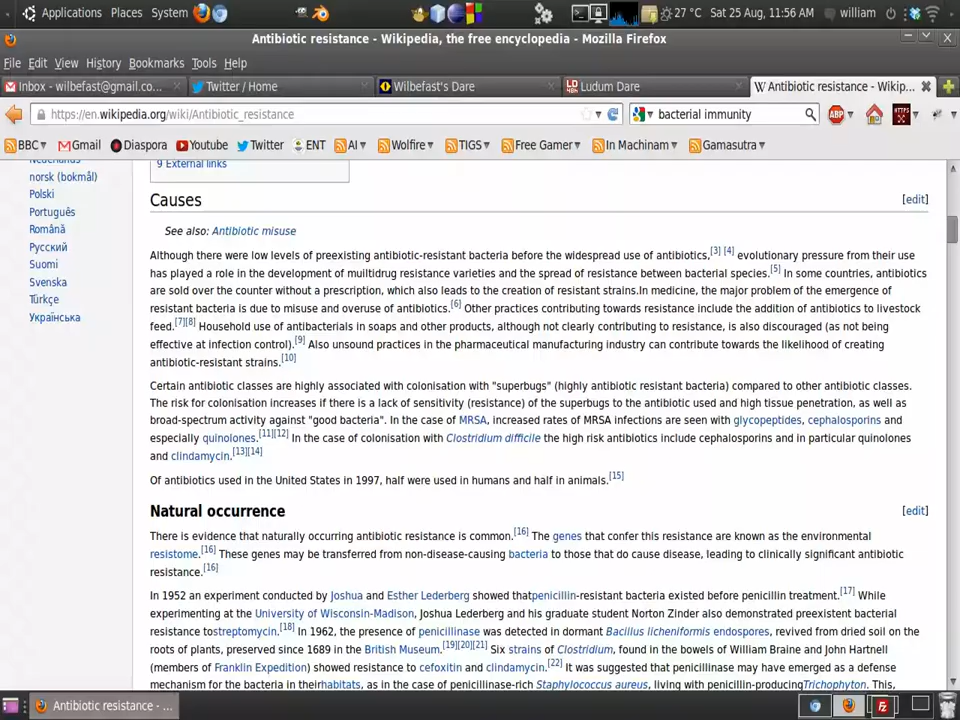 Applications Places System 27 °C Sat 25 Aug, 11:56 AM william
Antibiotic resistance - Wikipedia, the free encyclopedia - Mozilla Firefox
File Edit View History Bookmarks Tools Help
Inbox - wilbefast@gmail.co... Twitter / Home Wilbefast's Dare Ludum Dare Antibiotic resistance - Wikip...
https://en.wikipedia.org/wiki/Antibiotic_resistance bacterial immunity
BBC Gmail Diaspora Youtube Twitter ENT AI Wolfire TIGS Free Gamer In Machinam Gamasutra
Nederlands
norsk (bokmål)
Polski
Português
Română
Русский
Suomi
Svenska
Türkçe
Українська
9 External links
Causes [edit]
See also: Antibiotic misuse
Although there were low levels of preexisting antibiotic-resistant bacteria before the widespread use of antibiotics,[3] [4] evolutionary pressure from their use
has played a role in the development of muiltidrug resistance varieties and the spread of resistance between bacterial species.[5] In some countries, antibiotics
are sold over the counter without a prescription, which also leads to the creation of resistant strains.In medicine, the major problem of the emergence of
resistant bacteria is due to misuse and overuse of antibiotics.[6] Other practices contributing towards resistance include the addition of antibiotics to livestock
feed.[7][8] Household use of antibacterials in soaps and other products, although not clearly contributing to resistance, is also discouraged (as not being
effective at infection control).[9] Also unsound practices in the pharmaceutical manufacturing industry can contribute towards the likelihood of creating
antibiotic-resistant strains.[10]
Certain antibiotic classes are highly associated with colonisation with "superbugs" (highly antibiotic resistant bacteria) compared to other antibiotic classes.
The risk for colonisation increases if there is a lack of sensitivity (resistance) of the superbugs to the antibiotic used and high tissue penetration, as well as
broad-spectrum activity against "good bacteria". In the case of MRSA, increased rates of MRSA infections are seen with glycopeptides, cephalosporins and
especially quinolones.[11][12] In the case of colonisation with Clostridium difficile the high risk antibiotics include cephalosporins and in particular quinolones
and clindamycin.[13][14]
Of antibiotics used in the United States in 1997, half were used in humans and half in animals.[15]
Natural occurrence [edit]
There is evidence that naturally occurring antibiotic resistance is common.[16] The genes that confer this resistance are known as the environmental
resistome.[16] These genes may be transferred from non-disease-causing bacteria to those that do cause disease, leading to clinically significant antibiotic
resistance.[16]
In 1952 an experiment conducted by Joshua and Esther Lederberg showed thatpenicillin-resistant bacteria existed before penicillin treatment.[17] While
experimenting at the University of Wisconsin-Madison, Joshua Lederberg and his graduate student Norton Zinder also demonstrated preexistent bacterial
resistance tostreptomycin.[18] In 1962, the presence of penicillinase was detected in dormant Bacillus licheniformis endospores, revived from dried soil on the
roots of plants, preserved since 1689 in the British Museum.[19][20][21] Six strains of Clostridium, found in the bowels of William Braine and John Hartnell
(members of Franklin Expedition) showed resistance to cefoxitin and clindamycin.[22] It was suggested that penicillinase may have emerged as a defense
mechanism for the bacteria in theirhabitats, as in the case of penicillinase-rich Staphylococcus aureus, living with penicillin-producingTrichophyton. This,
Antibiotic resistance - ...